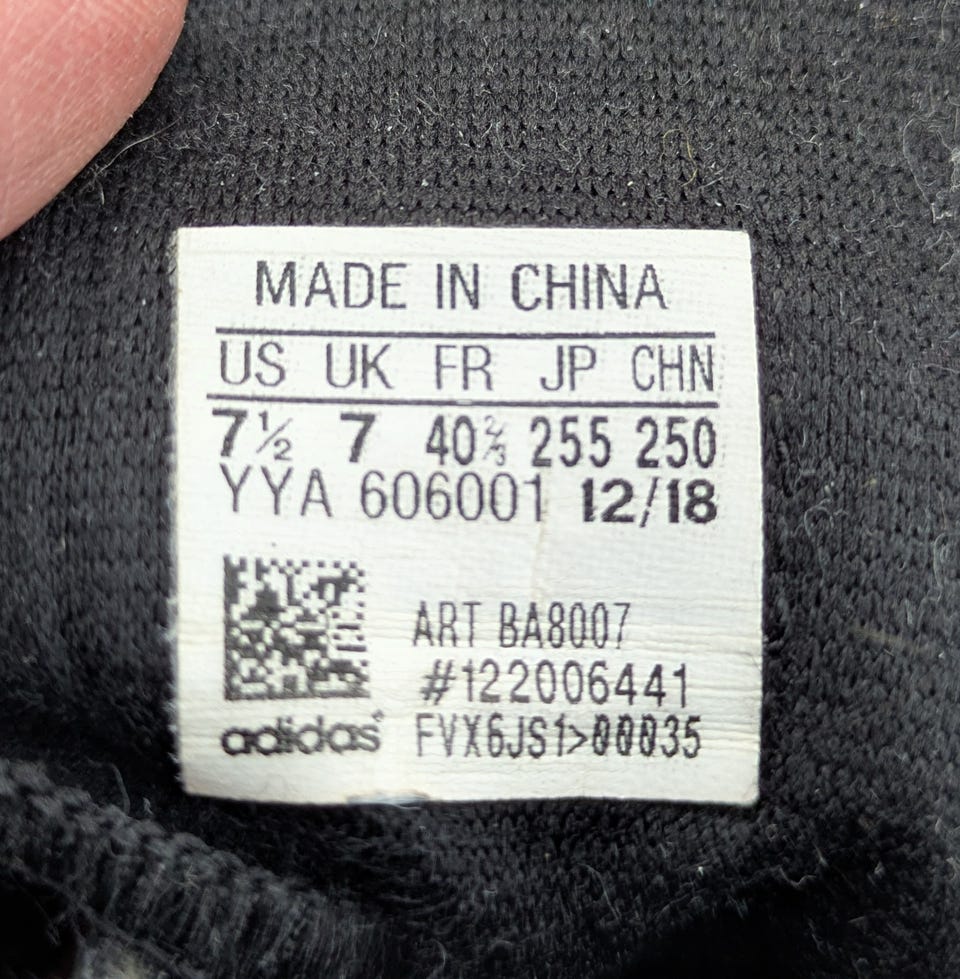 MADE IN CHINA
US UK FR JP CHN
7½ 7 40⅔ 255 250
YYA 606001 12/18
ART BA8007
#122006441
adidas® FVX6JS1>00035